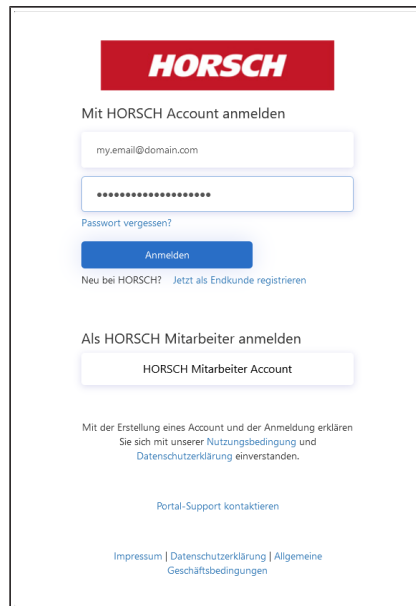 HORSCH
Mit HORSCH Account anmelden
my.email@domain.com
••••••••••••••••••••
Passwort vergessen?
Anmelden
Neu bei HORSCH? Jetzt als Endkunde registrieren
Als HORSCH Mitarbeiter anmelden
HORSCH Mitarbeiter Account
Mit der Erstellung eines Account und der Anmeldung erklären
Sie sich mit unserer Nutzungsbedingung und
Datenschutzerklärung einverstanden.
Portal-Support kontaktieren
Impressum | Datenschutzerklärung | Allgemeine
Geschäftsbedingungen